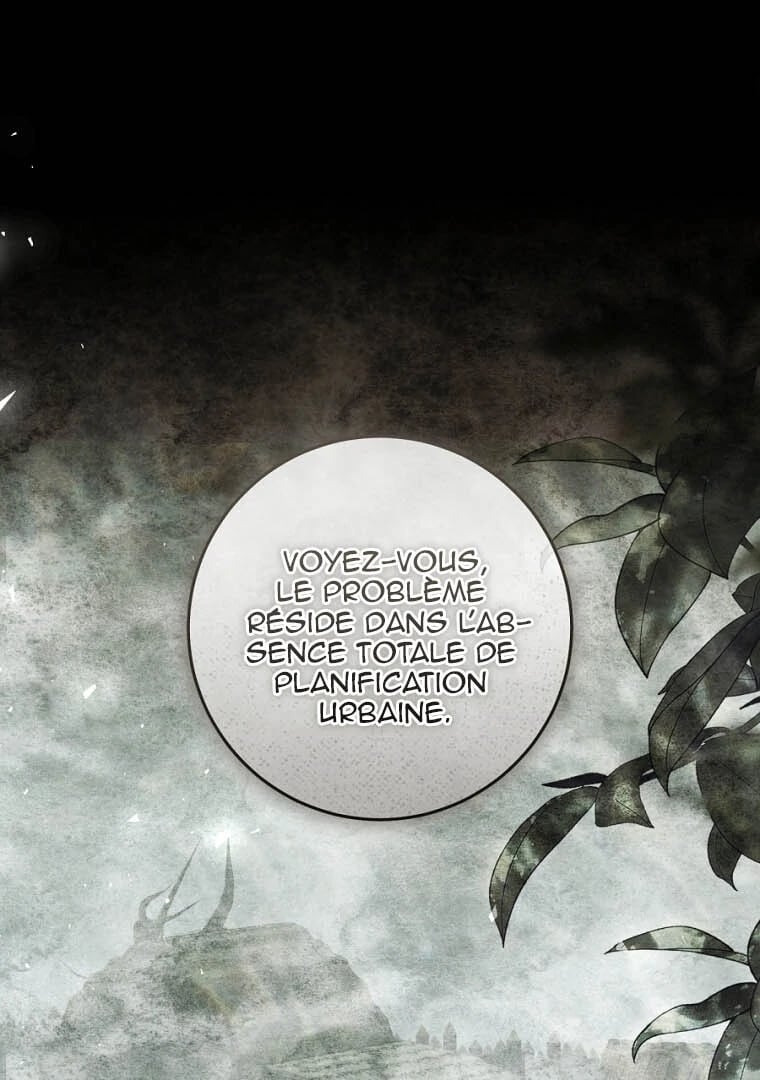 VOYEZ-VOUS,
LE PROBLÈME
RÉSIDE DANS L'AB-
SENCE TOTALE DE
PLANIFICATION
URBAINE.